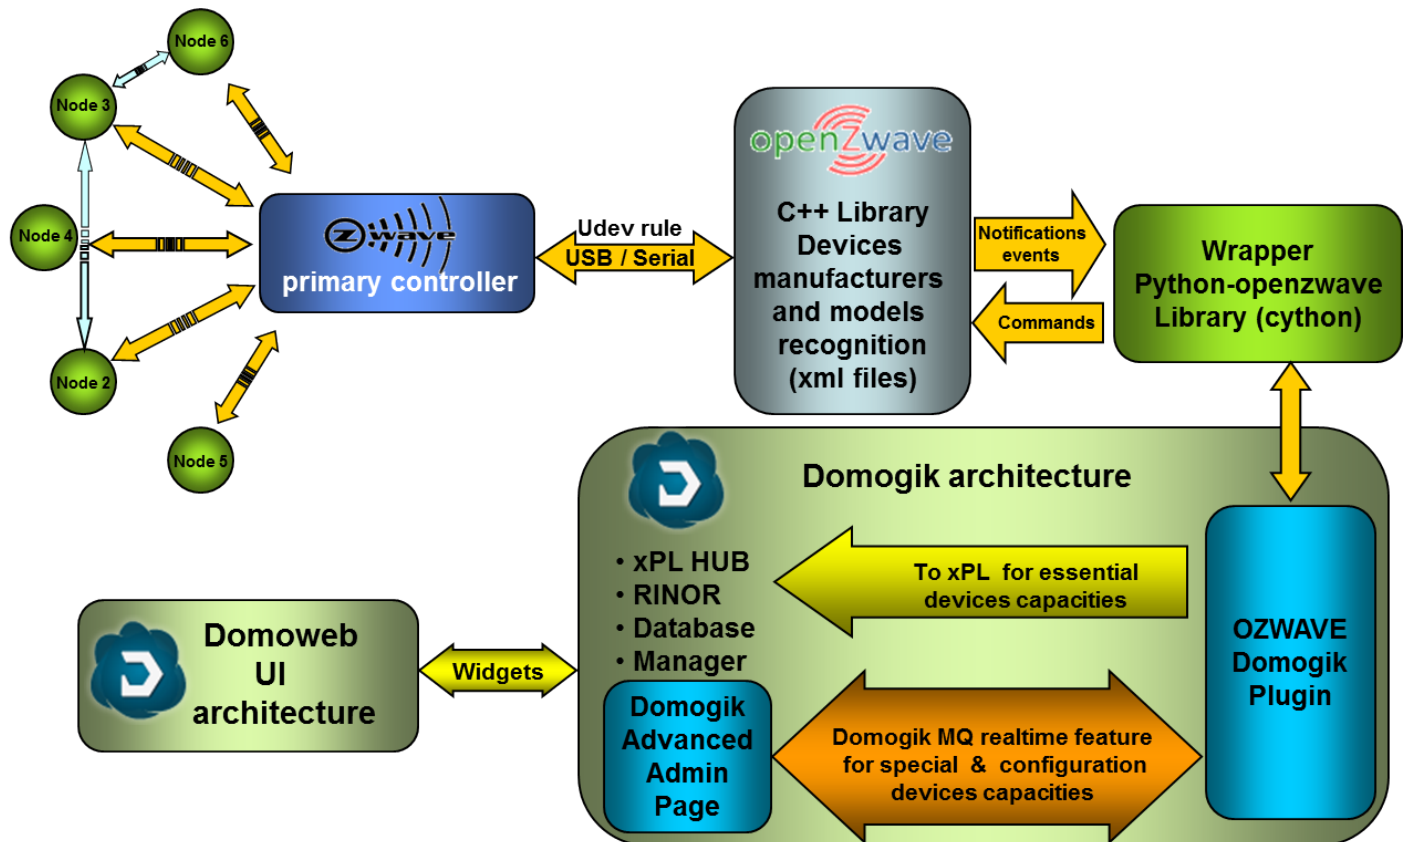 Node 6
Node 3
Node 4
Node 2
Node 5
Z wave
primary controller
Udev rule
USB / Serial
openZwave
C++ Library
Devices
manufacturers
and models
recognition
(xml files)
Notifications
events
Commands
Wrapper
Python-openzwave
Library (cython)
Domogik architecture
• xPL HUB
• RINOR
• Database
• Manager
To xPL for essential
devices capacities
OZWAVE
Domogik
Plugin
Domoweb
UI
architecture
Widgets
Domogik
Advanced
Admin
Page
Domogik MQ realtime feature
for special & configuration
devices capacities